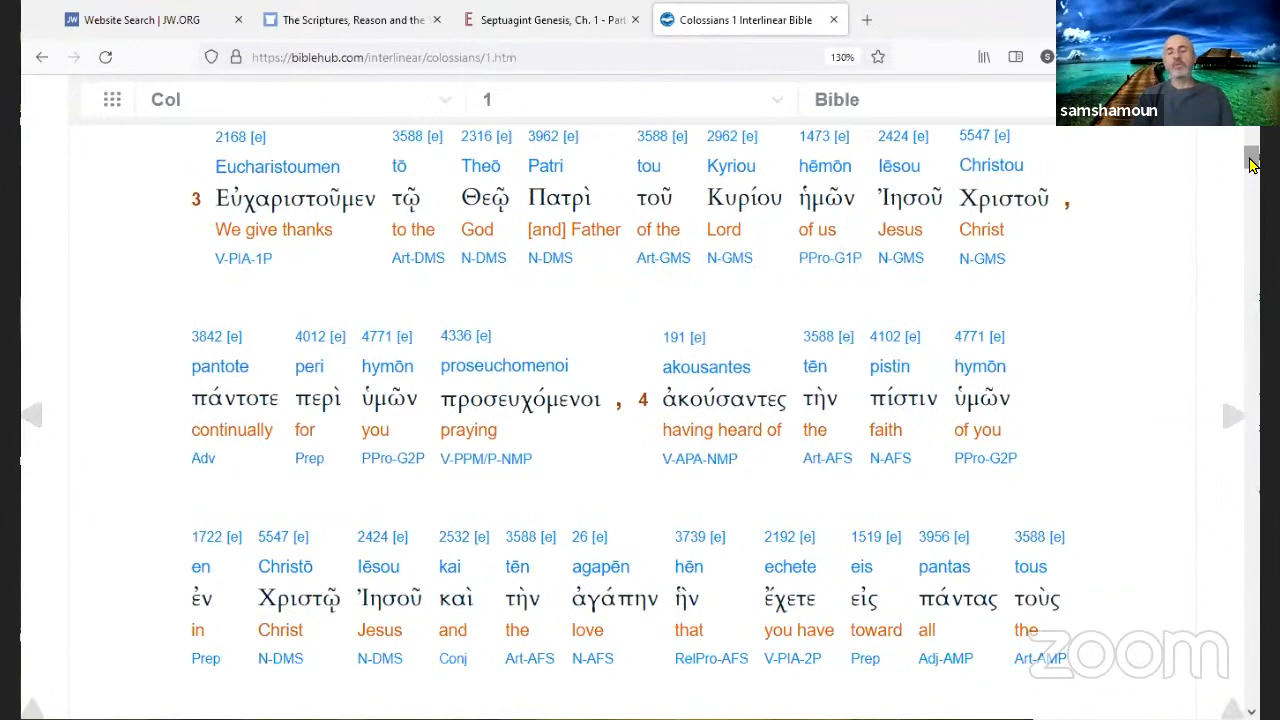 Website Search | JW.ORG
The Scriptures, Reason and the
Septuagint Genesis, Ch. 1 - Part
Colossians 1 Interlinear Bible
https://biblehub.com/interlinear/colossians/1.htm
130%
samshamoun
Col 1 Bible
2168 [e] 3588 [e] 2316 [e] 3962 [e] 3588 [e] 2962 [e] 1473 [e] 2424 [e] 5547 [e]
Eucharistoumen tō Theō Patri tou Kyriou hēmōn Iēsou Christou
3 Εὐχαριστοῦμεν τῷ Θεῷ Πατρὶ τοῦ Κυρίου ἡμῶν Ἰησοῦ Χριστοῦ ,
We give thanks to the God [and] Father of the Lord of us Jesus Christ
V-PIA-1P Art-DMS N-DMS N-DMS Art-GMS N-GMS PPro-G1P N-GMS N-GMS
3842 [e] 4012 [e] 4771 [e] 4336 [e] 191 [e] 3588 [e] 4102 [e] 4771 [e]
pantote peri hymōn proseuchomenoi akousantes tēn pistin hymōn
πάντοτε περὶ ὑμῶν προσευχόμενοι , 4 ἀκούσαντες τὴν πίστιν ὑμῶν
continually for you praying having heard of the faith of you
Adv Prep PPro-G2P V-PPM/P-NMP V-APA-NMP Art-AFS N-AFS PPro-G2P
1722 [e] 5547 [e] 2424 [e] 2532 [e] 3588 [e] 26 [e] 3739 [e] 2192 [e] 1519 [e] 3956 [e] 3588 [e]
en Christō Iēsou kai tēn agapēn hēn echete eis pantas tous
ἐν Χριστῷ Ἰησοῦ καὶ τὴν ἀγάπην ἣν ἔχετε εἰς πάντας τοὺς
in Christ Jesus and the love that you have toward all the
Prep N-DMS N-DMS Conj Art-AFS N-AFS RelPro-AFS V-PIA-2P Prep Adj-AMP Art-AMP
zoom